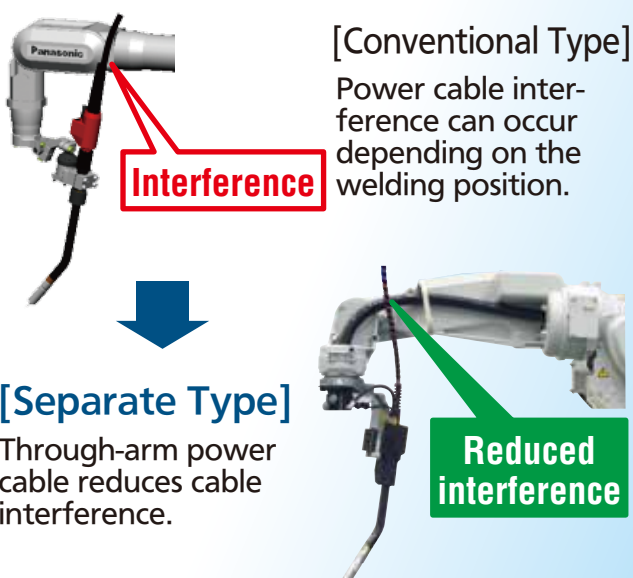 Panasonic
[Conventional Type]
Power cable inter-
ference can occur
depending on the
welding position.
Interference
[Separate Type]
Through-arm power
cable reduces cable
interference.
Reduced
interference